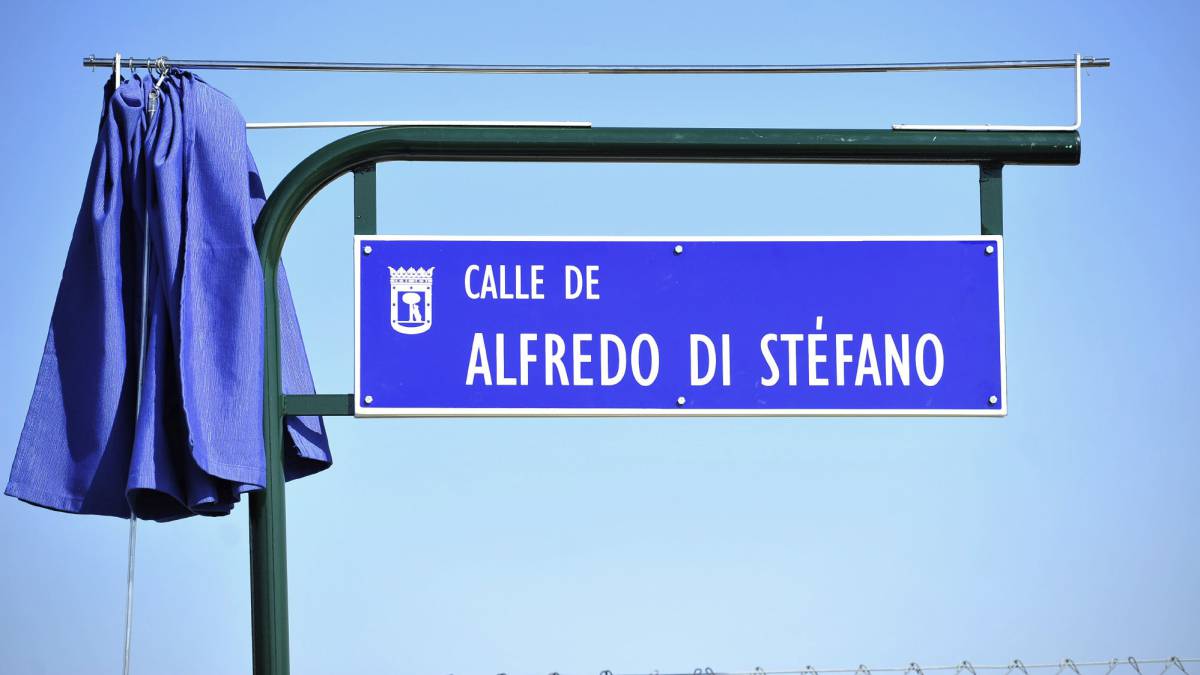 CALLE DE
ALFREDO DI STÉFANO